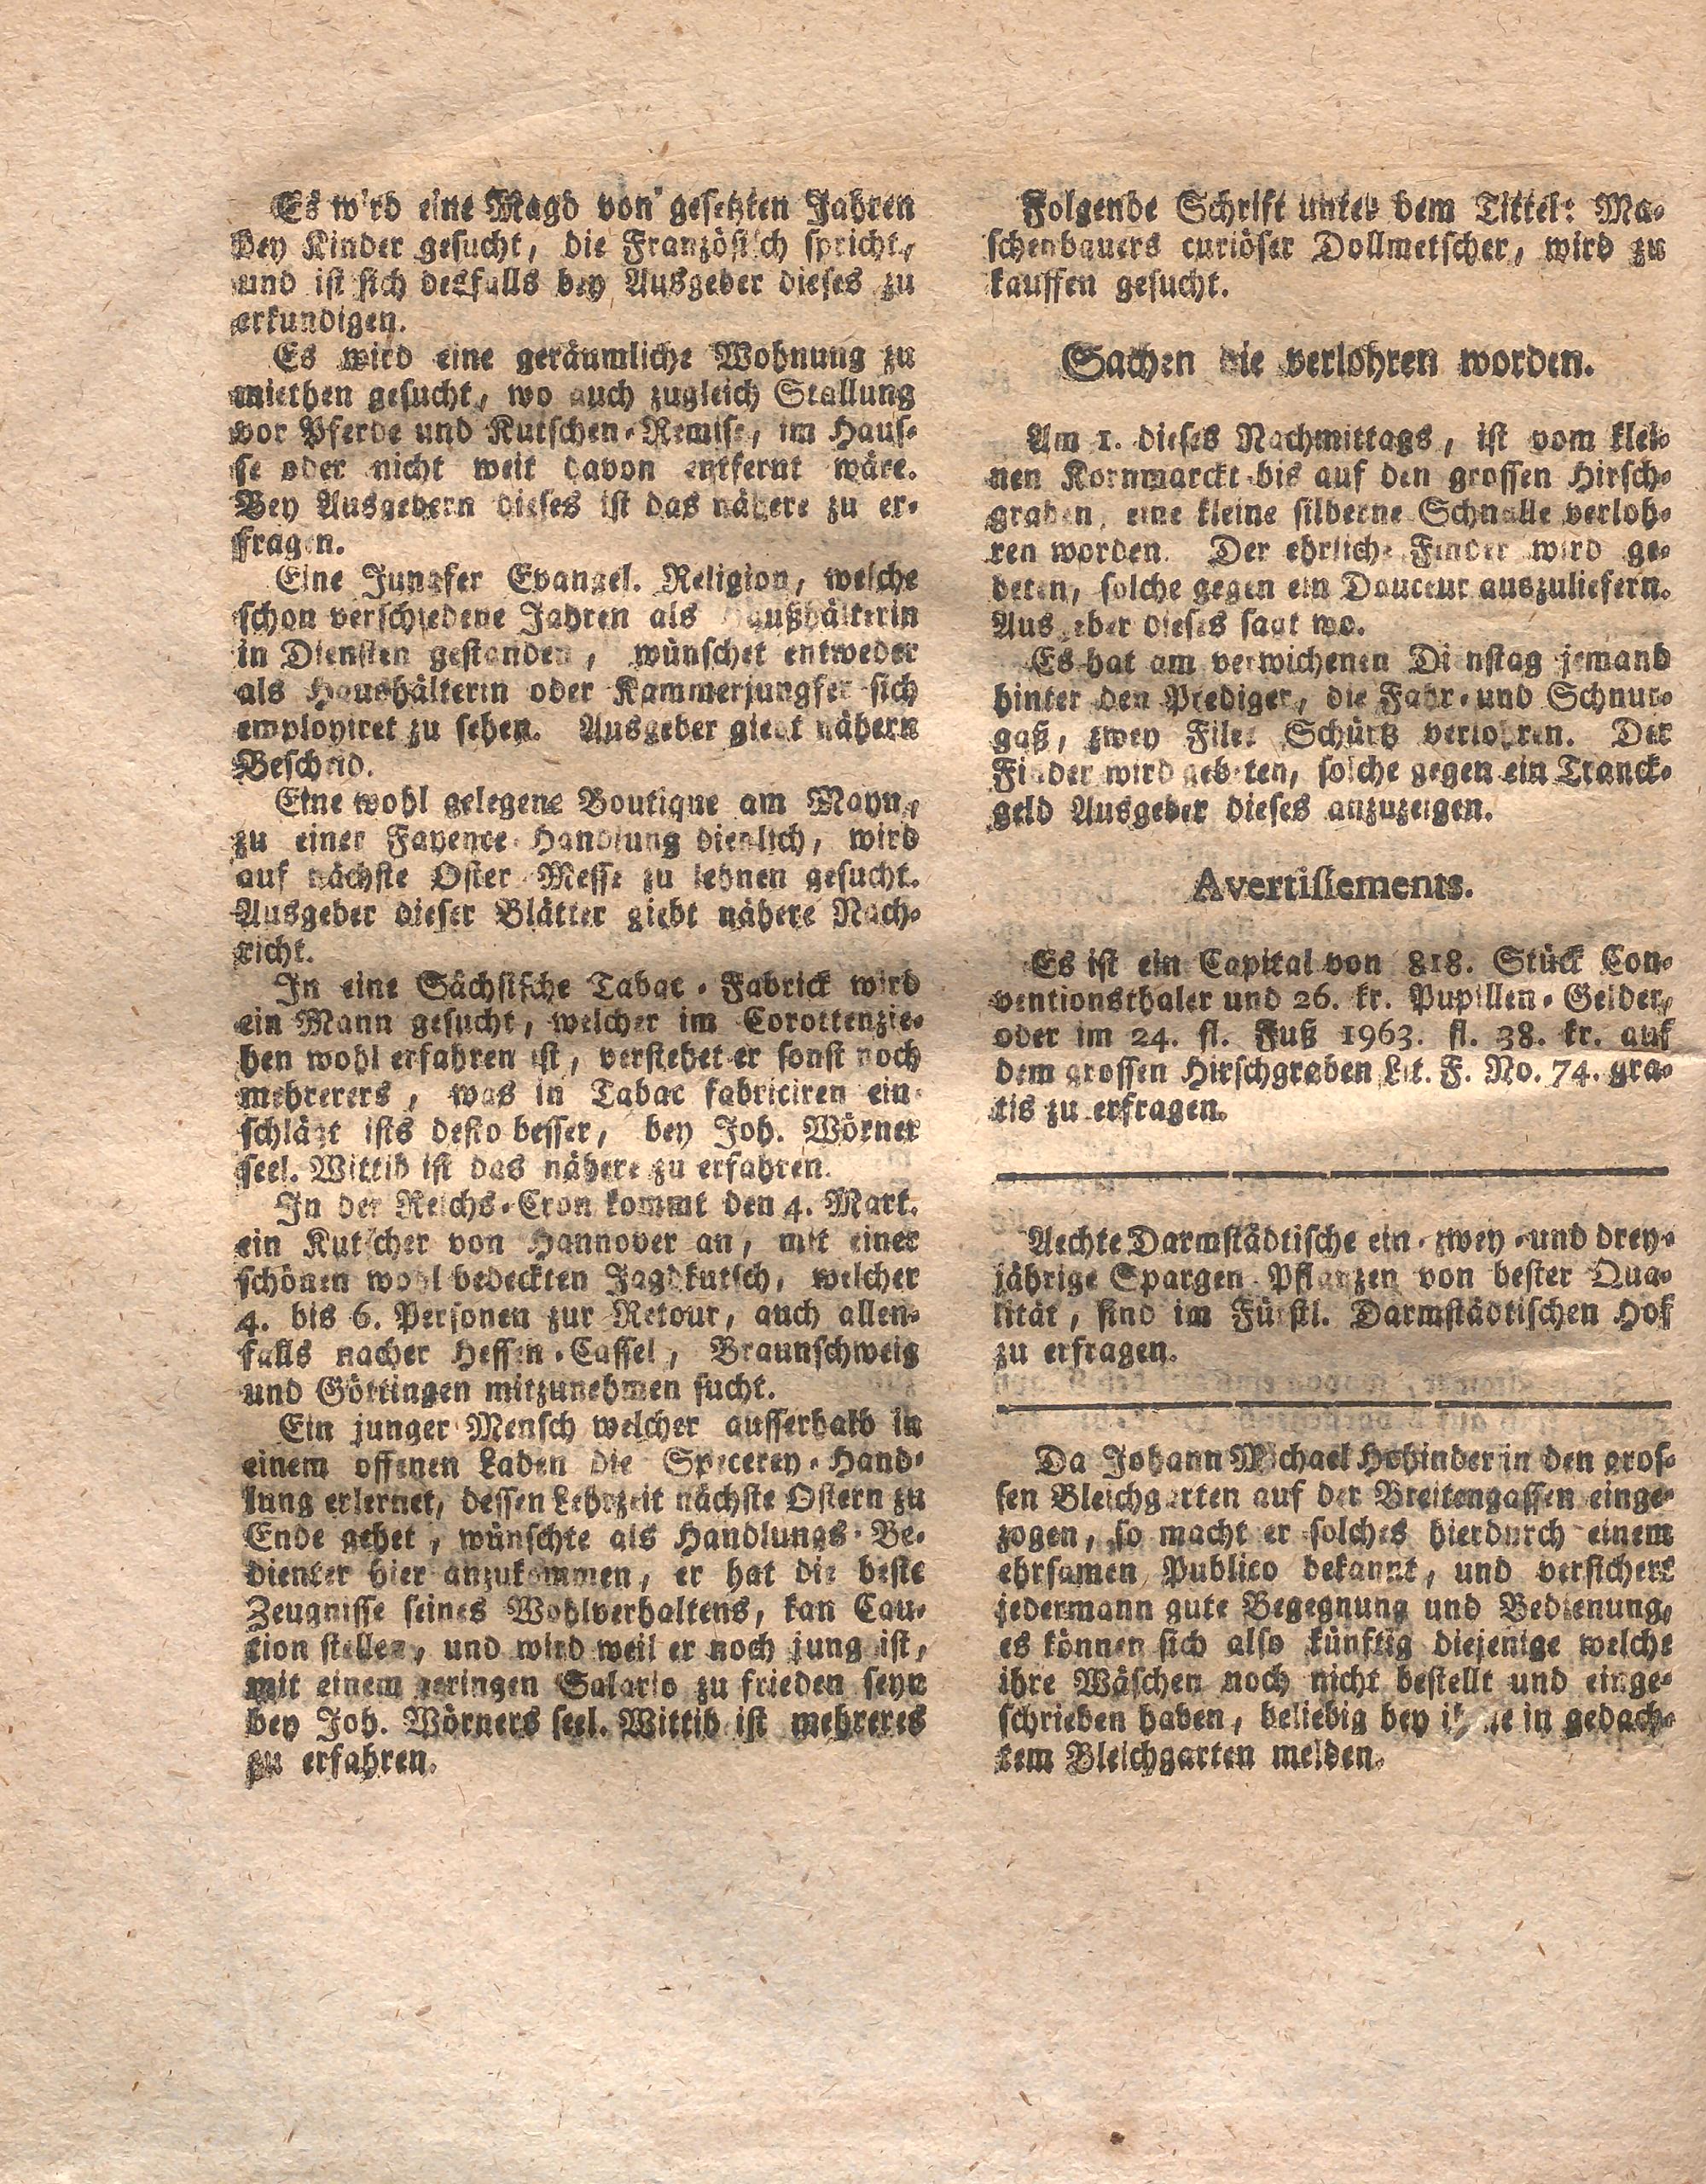 Es wird eine Magd von gesetzten Jahren
bey Kinder gesucht, die Französisch spricht,
und ist sich desfalls bey Ausgeber dieses zu
erkundigen.
Es wird eine geräumliche Wohnung zu
miethen gesucht, wo auch zugleich Stallung
vor Pferde und Kutschen-Remise, im Hau-
se oder nicht weit davon entfernt wäre.
Bey Ausgebern dieses ist das nähere zu er-
fragen.
Eine Jungfer Evangel. Religion, welche
schon verschiedene Jahren als Haußhälterin
in Diensten gestanden, wünschet entweder
als Haushälterin oder Kammerjungfer sich
employiret zu sehen. Ausgeber giebt nähern
Bescheid.
Eine wohl gelegene Boutique am Mayn,
zu einer Fayence-Handlung dienlich, wird
auf nächste Oster-Messe zu lehnen gesucht.
Ausgeber dieser Blätter giebt nähere Nach-
richt.
In eine Sächsische Tabac-Fabrick wird
ein Mann gesucht, welcher im Corottenzie-
hen wohl erfahren ist, verstehet er sonst noch
mehrerers, was in Tabac fabriciren ein-
schlägt ists desto besser, bey Joh. Wörner
seel. Wittib ist das nähere zu erfahren.
In der Reichs-Cron kommt den 4. Mart.
ein Kutscher von Hannover an, mit einer
schönen wohl bedeckten Jagdkutsch, welcher
4. bis 6. Personen zur Retour, auch allen-
falls nacher Hessen-Cassel, Braunschweig
und Göttingen mitzunehmen sucht.
Ein junger Mensch welcher ausserhalb in
einem offenen Laden die Specerey-Hand-
lung erlernet, dessen Lehrzeit nächste Ostern zu
Ende gehet, wünschte als Handlungs-Be-
dienter hier anzukommen, er hat die beste
Zeugnisse seines Wohlverhaltens, kan Cau-
tion stellen, und wird weil er noch jung ist,
mit einem geringen Salario zu frieden seyn
bey Joh. Wörners seel. Wittib ist mehreres
zu erfahren.
Folgende Schrift unter dem Tittel: Ma-
schenbauers curiöser Dollmetscher, wird zu
kauffen gesucht.
Sachen die verlohren worden.
Am 1. dieses Nachmittags, ist vom klei-
nen Kornmarckt bis auf den grossen Hirsch-
graben, eine kleine silberne Schnalle verloh-
ren worden. Der ehrliche Finder wird ge-
beten, solche gegen ein Douceur auszuliefern.
Ausgeber dieses sagt wo.
Es hat am verwichenen Dienstag jemand
hinter den Prediger, die Fahr- und Schnur-
gaß, zwey Filet Schürtz verlohren. Der
Finder wird gebeten, solche gegen ein Tranck-
geld Ausgeber dieses anzuzeigen.
Avertissements.
Es ist ein Capital von 818. Stück Con-
ventionsthaler und 26. kr. Pupillen-Gelder,
oder im 24. fl. Fuß 1963. fl. 38. kr. auf
dem grossen Hirschgraben Lit. F. No. 74. gra-
tis zu erfragen.
Aechte Darmstädtische ein- zwey- und drey-
jährige Spargen-Pflanzen von bester Qua-
lität, sind im Fürstl. Darmstädtischen Hof
zu erfragen.
Da Johann Michael Hohinder in den gros-
sen Bleichgarten auf der Breitengassen einge-
zogen, so macht er solches hierdurch einem
ehrsamen Publico bekannt, und versichert
jedermann gute Begegnung und Bedienung,
es können sich also künftig diejenige welche
ihre Wäschen noch nicht bestellt und einge-
schrieben haben, beliebig bey ihme in gedach-
tem Bleichgarten melden.